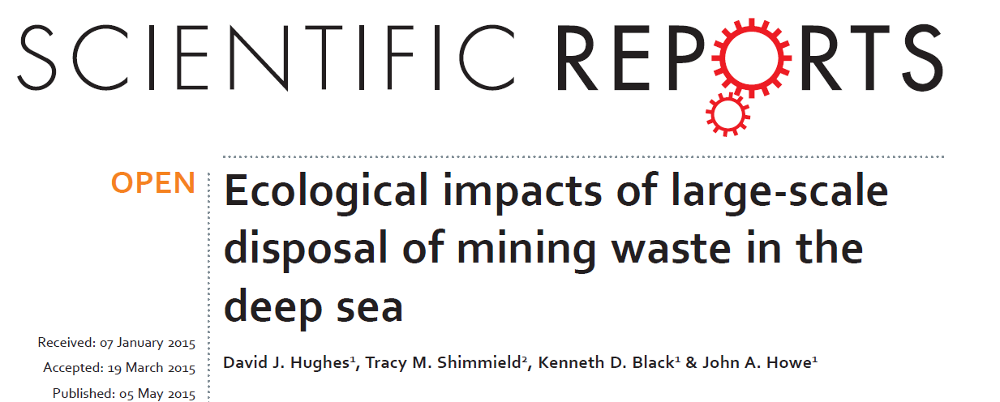 SCIENTIFIC REPORTS
OPEN
Ecological impacts of large-scale
disposal of mining waste in the
deep sea
Received: 07 January 2015
Accepted: 19 March 2015
Published: 05 May 2015
David J. Hughes¹, Tracy M. Shimmield², Kenneth D. Black¹ & John A. Howe¹